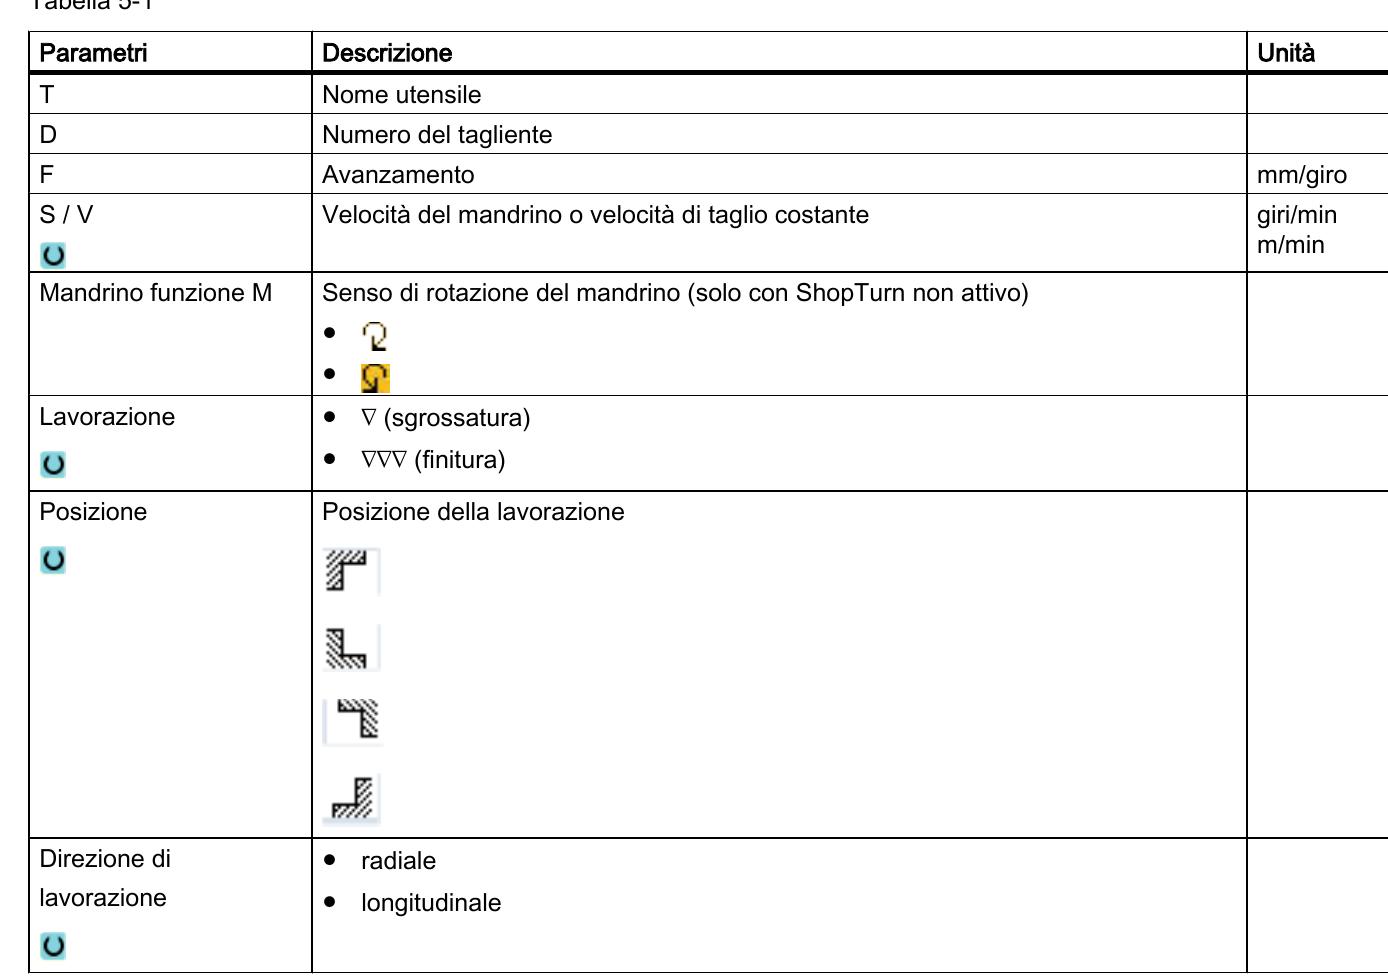 Tabella 5-1
Parametri Descrizione Unità
T Nome utensile
D Numero del tagliente
F Avanzamento mm/giro
S / V Velocità del mandrino o velocità di taglio costante giri/min
m/min
Mandrino funzione M Senso di rotazione del mandrino (solo con ShopTurn non attivo)
Lavorazione ● ∇ (sgrossatura)
● ∇∇∇ (finitura)
Posizione Posizione della lavorazione
Direzione di ● radiale
lavorazione ● longitudinale